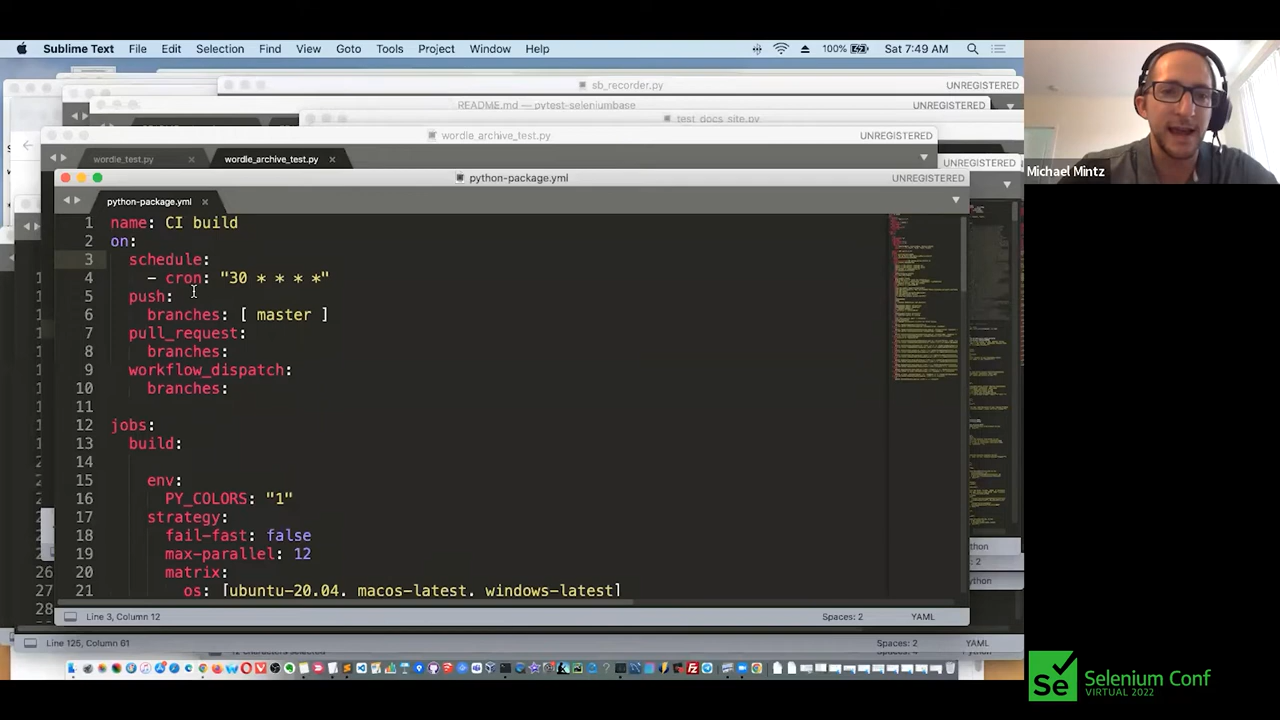 Sublime Text File Edit Selection Find View Goto Tools Project Window Help 100% Sat 7:49 AM
sb_recorder.py UNREGISTERED
README.md — pytest-seleniumbase UNREGISTERED
test_docs_site.py
wordle_archive_test.py UNREGISTERED
wordle_test.py wordle_archive_test.py UNREGISTERED
python-package.yml UNREGISTERED
python-package.yml
1 name: CI build
2 on:
3 schedule:
4 - cron: "30 * * * *"
5 push:
6 branches: [ master ]
7 pull_request:
8 branches:
9 workflow_dispatch:
10 branches:
11
12 jobs:
13 build:
14
15 env:
16 PY_COLORS: "1"
17 strategy:
18 fail-fast: false
19 max-parallel: 12
20 matrix:
21 os: [ubuntu-20.04, macos-latest, windows-latest]
26
27
28
Line 3, Column 12 Spaces: 2 YAML
Line 125, Column 61 Spaces: 2 YAML
Michael Mintz
Se Selenium Conf
VIRTUAL 2022